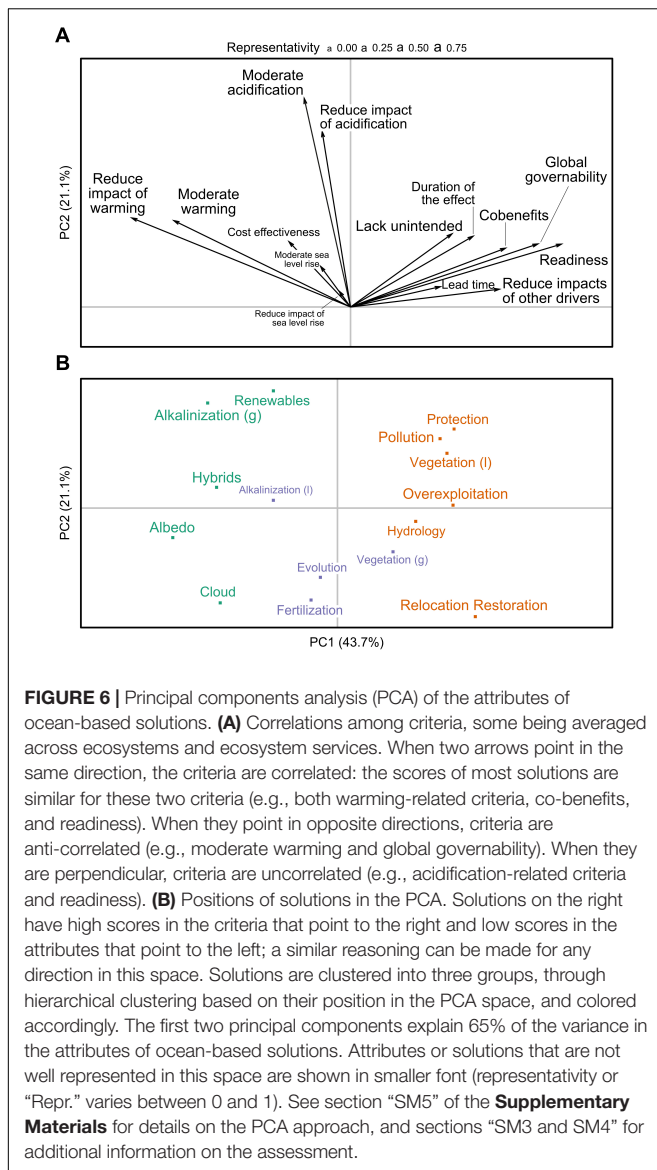 A
Representativity a 0.00 a 0.25 a 0.50 a 0.75
Moderate
acidification
Reduce impact
of acidification
Global
governability
Reduce
impact of
warming
Moderate
warming
Duration of
the effect
Cobenefits
Lack unintended
Cost effectiveness
Moderate sea
level rise
Readiness
Lead time
Reduce impacts
of other drivers
Reduce impact of
sea level rise
PC2 (21.1%)
B
Renewables
Alkalinization (g)
Protection
Pollution
Vegetation (l)
Hybrids
Alkalinization (l)
Overexploitation
Albedo
Hydrology
Vegetation (g)
Evolution
Cloud
Fertilization
Relocation Restoration
PC2 (21.1%)
PC1 (43.7%)
FIGURE 6 | Principal components analysis (PCA) of the attributes of
ocean-based solutions. (A) Correlations among criteria, some being averaged
across ecosystems and ecosystem services. When two arrows point in the
same direction, the criteria are correlated: the scores of most solutions are
similar for these two criteria (e.g., both warming-related criteria, co-benefits,
and readiness). When they point in opposite directions, criteria are
anti-correlated (e.g., moderate warming and global governability). When they
are perpendicular, criteria are uncorrelated (e.g., acidification-related criteria
and readiness). (B) Positions of solutions in the PCA. Solutions on the right
have high scores in the criteria that point to the right and low scores in the
attributes that point to the left; a similar reasoning can be made for any
direction in this space. Solutions are clustered into three groups, through
hierarchical clustering based on their position in the PCA space, and colored
accordingly. The first two principal components explain 65% of the variance in
the attributes of ocean-based solutions. Attributes or solutions that are not
well represented in this space are shown in smaller font (representativity or
“Repr.” varies between 0 and 1). See section “SM5” of the Supplementary
Materials for details on the PCA approach, and sections “SM3 and SM4” for
additional information on the assessment.